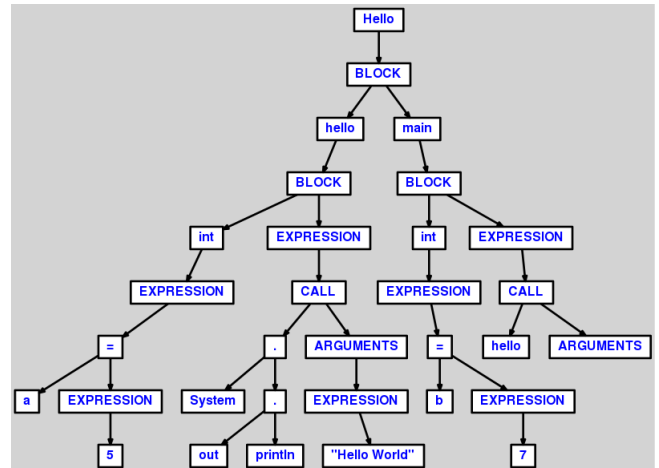 Hello
BLOCK
hello main
BLOCK BLOCK
int EXPRESSION int EXPRESSION
EXPRESSION CALL EXPRESSION CALL
= . ARGUMENTS = hello ARGUMENTS
a EXPRESSION System . EXPRESSION b EXPRESSION
5 out println "Hello World" 7